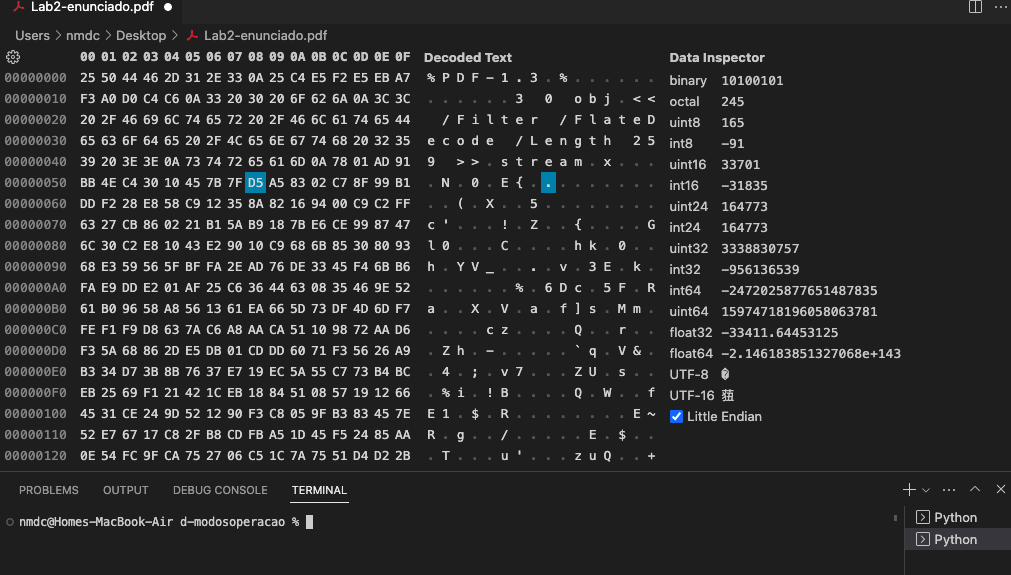 Lab2-enunciado.pdf ●
Users > nmdc > Desktop > Lab2-enunciado.pdf
00 01 02 03 04 05 06 07 08 09 0A 0B 0C 0D 0E 0F Decoded Text Data Inspector
00000000 25 50 44 46 2D 31 2E 33 0A 25 C4 E5 F2 E5 EB A7 % P D F - 1 . 3 . % . . . . . . binary 10100101
00000010 F3 A0 D0 C4 C6 0A 33 20 30 20 6F 62 6A 0A 3C 3C . . . . . . 3 0 o b j . < < octal 245
00000020 20 2F 46 69 6C 74 65 72 20 2F 46 6C 61 74 65 44 / F i l t e r / F l a t e D uint8 165
00000030 65 63 6F 64 65 20 2F 4C 65 6E 67 74 68 20 32 35 e c o d e / L e n g t h 2 5 int8 -91
00000040 39 20 3E 3E 0A 73 74 72 65 61 6D 0A 78 01 AD 91 9 > > . s t r e a m . x . . . uint16 33701
00000050 BB 4E C4 30 10 45 7B 7F D5 A5 83 02 C7 8F 99 B1 . N . 0 . E { . . . . . . . . . int16 -31835
00000060 DD F2 28 E8 58 C9 12 35 8A 82 16 94 00 C9 C2 FF . . ( . X . . 5 . . . . . . . . uint24 164773
00000070 63 27 CB 86 02 21 B1 5A B9 18 7B E6 CE 99 87 47 c ' . . . ! . Z . . { . . . . G int24 164773
00000080 6C 30 C2 E8 10 43 E2 90 10 C9 68 6B 85 30 80 93 l 0 . . . C . . . . h k . 0 . . uint32 3338830757
00000090 68 E3 59 56 5F BF FA 2E AD 76 DE 33 45 F4 6B B6 h . Y V _ . . . . v . 3 E . k . int32 -956136539
000000A0 FA E9 DD E2 01 AF 25 C6 36 44 63 08 35 46 9E 52 . . . . . . % . 6 D c . 5 F . R int64 -2472025877651487835
000000B0 61 B0 96 58 A8 56 13 61 EA 66 5D 73 DF 4D 6D F7 a . . X . V . a . f ] s . M m . uint64 15974718196058063781
000000C0 FE F1 F9 D8 63 7A C6 A8 AA CA 51 10 98 72 AA D6 . . . . c z . . . . Q . . r . . float32 -33411.64453125
000000D0 F3 5A 68 86 2D E5 DB 01 CD DD 60 71 F3 56 26 A9 . Z h . - . . . . . ` q . V & . float64 -2.146183851327068e+143
000000E0 B3 34 D7 3B 8B 76 37 E7 19 EC 5A 55 C7 73 B4 BC . 4 . ; . v 7 . . . Z U . s . . UTF-8 �
000000F0 EB 25 69 F1 21 42 1C EB 18 84 51 08 57 19 12 66 . % i . ! B . . . . Q . W . . f UTF-16
00000100 45 31 CE 24 9D 52 12 90 F3 C8 05 9F B3 83 45 7E E 1 . $ . R . . . . . . . . E ~ Little Endian
00000110 52 E7 67 17 C8 2F B8 CD FB A5 1D 45 F5 24 85 AA R . g . . / . . . . . E . $ . .
00000120 0E 54 FC 9F CA 75 27 06 C5 1C 7A 75 51 D4 D2 2B . T . . . u ' . . . z u Q . . +
PROBLEMS OUTPUT DEBUG CONSOLE TERMINAL
nmdc@Homes-MacBook-Air d-modosoperacao %
Python
Python